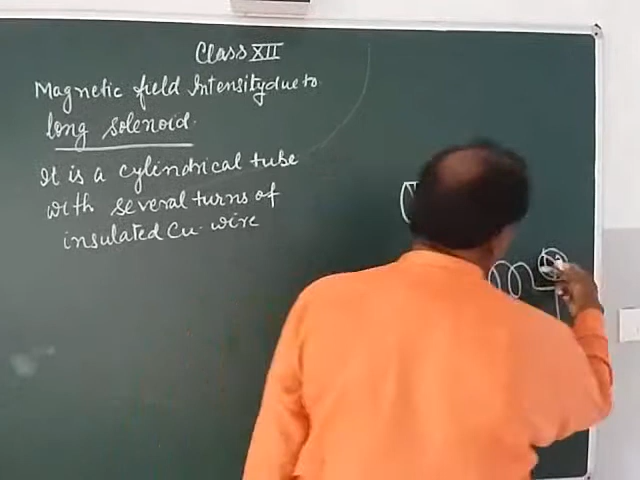 Class XII
Magnetic field Intensity due to
long solenoid.
It is a cylindrical tube
with several turns of
insulated Cu. wire